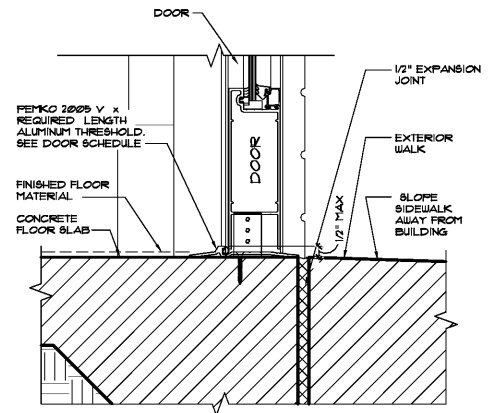 DOOR
1/2" EXPANSION
JOINT
PEMKO 2005 V x
REQUIRED LENGTH
ALUMINUM THRESHOLD.
SEE DOOR SCHEDULE
DOOR
EXTERIOR
WALK
FINISHED FLOOR
MATERIAL
SLOPE
SIDEWALK
AWAY FROM
BUILDING
1/2" MAX
CONCRETE
FLOOR SLAB